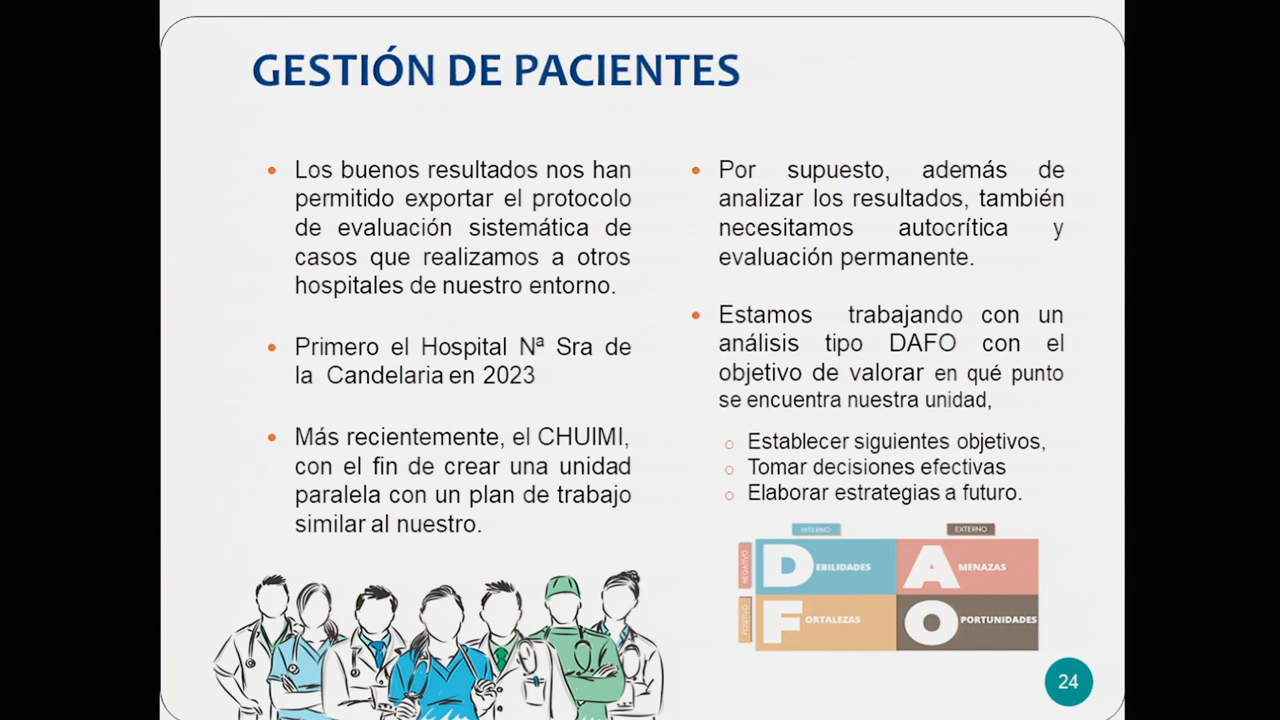 GESTIÓN DE PACIENTES
• Los buenos resultados nos han
permitido exportar el protocolo
de evaluación sistemática de
casos que realizamos a otros
hospitales de nuestro entorno.
• Primero el Hospital Nª Sra de
la Candelaria en 2023
• Más recientemente, el CHUIMI,
con el fin de crear una unidad
paralela con un plan de trabajo
similar al nuestro.
• Por supuesto, además de
analizar los resultados, también
necesitamos autocrítica y
evaluación permanente.
• Estamos trabajando con un
análisis tipo DAFO con el
objetivo de valorar en qué punto
se encuentra nuestra unidad,
o Establecer siguientes objetivos,
o Tomar decisiones efectivas
o Elaborar estrategias a futuro.
INTERNO EXTERNO
NEGATIVO
DEBILIDADES AMENAZAS
POSITIVO
FORTALEZAS OPORTUNIDADES
24